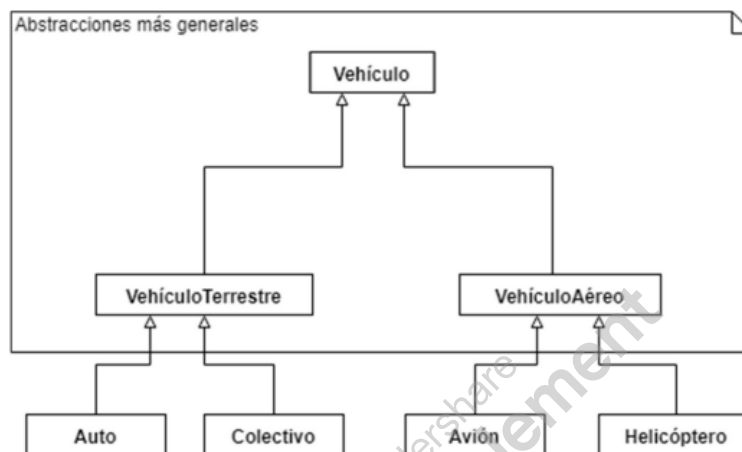 Abstracciones más generales
Vehículo
VehículoTerrestre
VehículoAéreo
Auto
Colectivo
Avión
Helicóptero